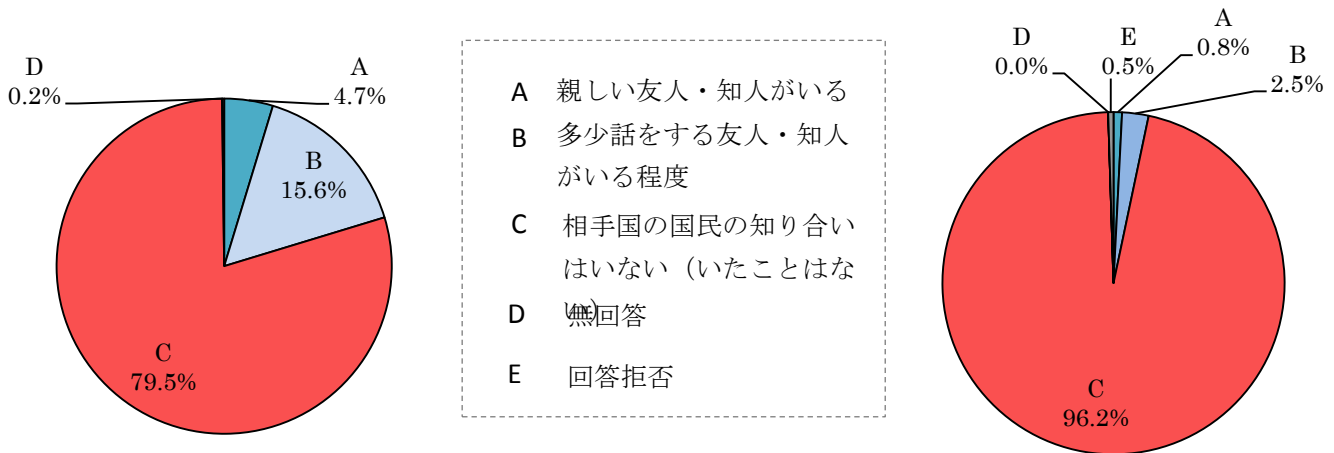 D
0.2%
A
4.7%
B
15.6%
C
79.5%
A 親しい友人・知人がいる
B 多少話をする友人・知人
がいる程度
C 相手国の国民の知り合い
はいない（いたことはな
い）
D 無回答
E 回答拒否
D
0.0%
E
0.5%
A
0.8%
B
2.5%
C
96.2%